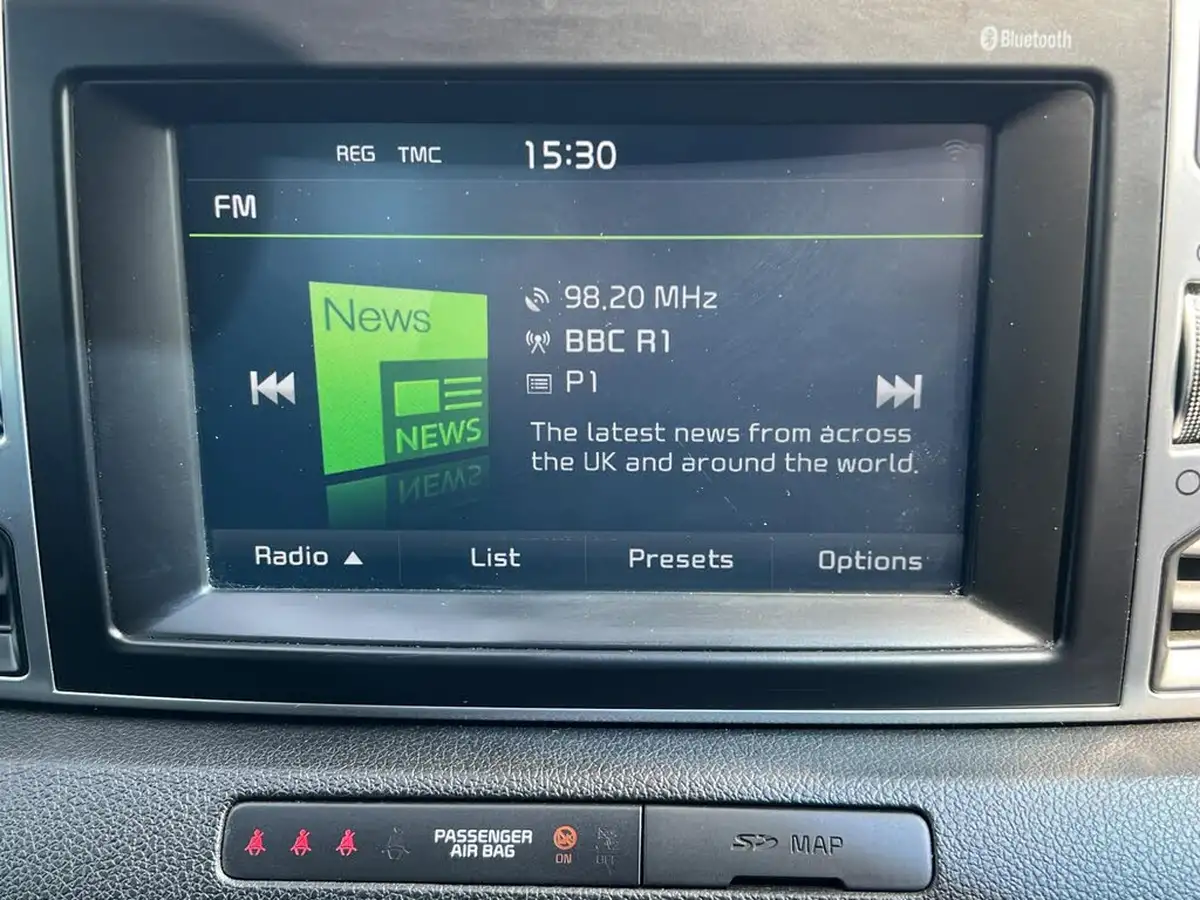 Bluetooth
REG TMC 15:30
FM
News
NEWS
98.20 MHz
BBC R1
P1
The latest news from across
the UK and around the world.
Radio List Presets Options
PASSENGER
AIR BAG
ON
OFF
SD MAP